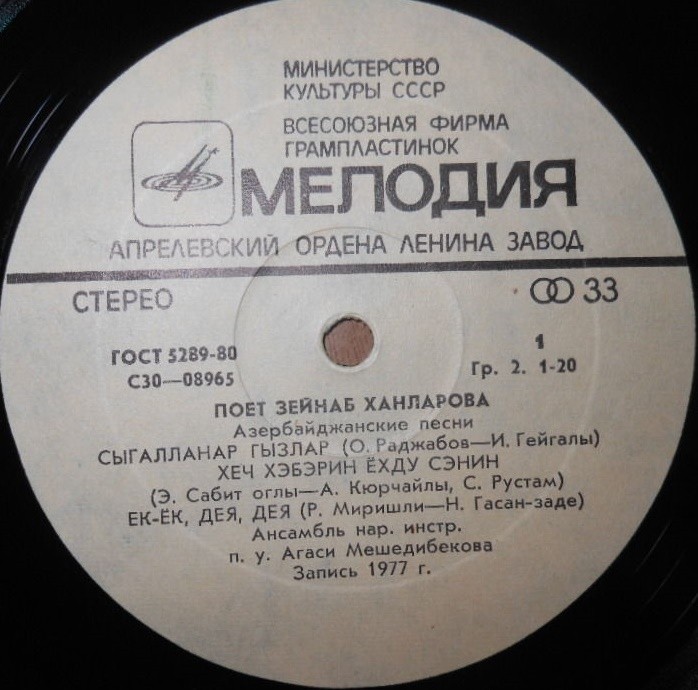 МИНИСТЕРСТВО
КУЛЬТУРЫ СССР
ВСЕСОЮЗНАЯ ФИРМА
ГРАМПЛАСТИНОК
МЕЛОДИЯ
АПРЕЛЕВСКИЙ ОРДЕНА ЛЕНИНА ЗАВОД
СТЕРЕО 33
ГОСТ 5289-80 1
С30—08965 Гр. 2. 1-20
ПОЕТ ЗЕЙНАБ ХАНЛАРОВА
Азербайджанские песни
СЫГАЛЛАНАР ГЫЗЛАР (О. Раджабов—И. Гейгалы)
ХЕЧ ХЭБЭРИН ЁХДУ СЭНИН
(Э. Сабит оглы—А. Кюрчайлы, С. Рустам)
ЕК-ЁК, ДЕЯ, ДЕЯ (Р. Миришли—Н. Гасан-заде)
Ансамбль нар. инстр.
п. у. Агаси Мешедибекова
Запись 1977 г.